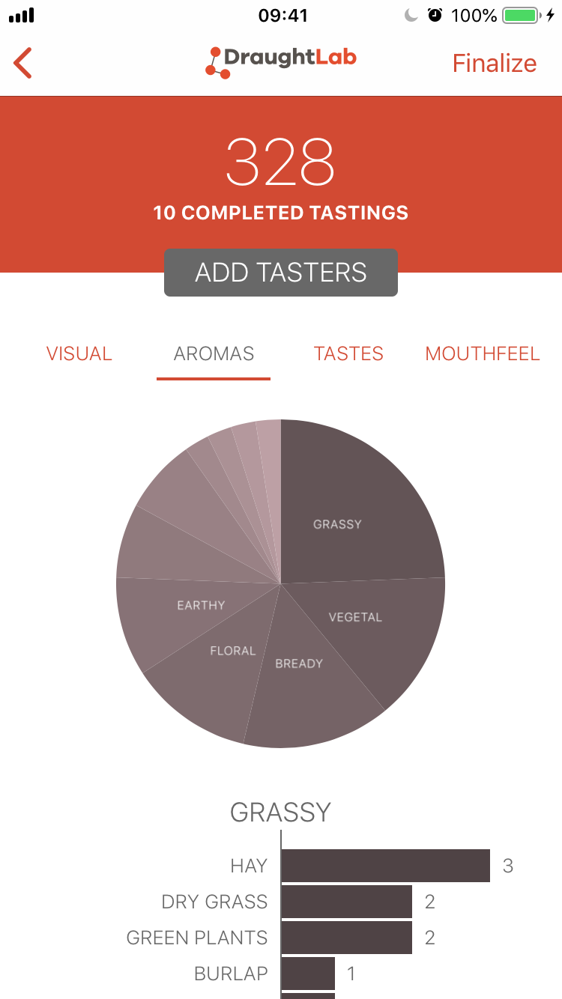 09:41
100%
DraughtLab
Finalize
328
10 COMPLETED TASTINGS
ADD TASTERS
VISUAL
AROMAS
TASTES
MOUTHFEEL
GRASSY
EARTHY
VEGETAL
FLORAL
BREADY
GRASSY
HAY 3
DRY GRASS 2
GREEN PLANTS 2
BURLAP 1